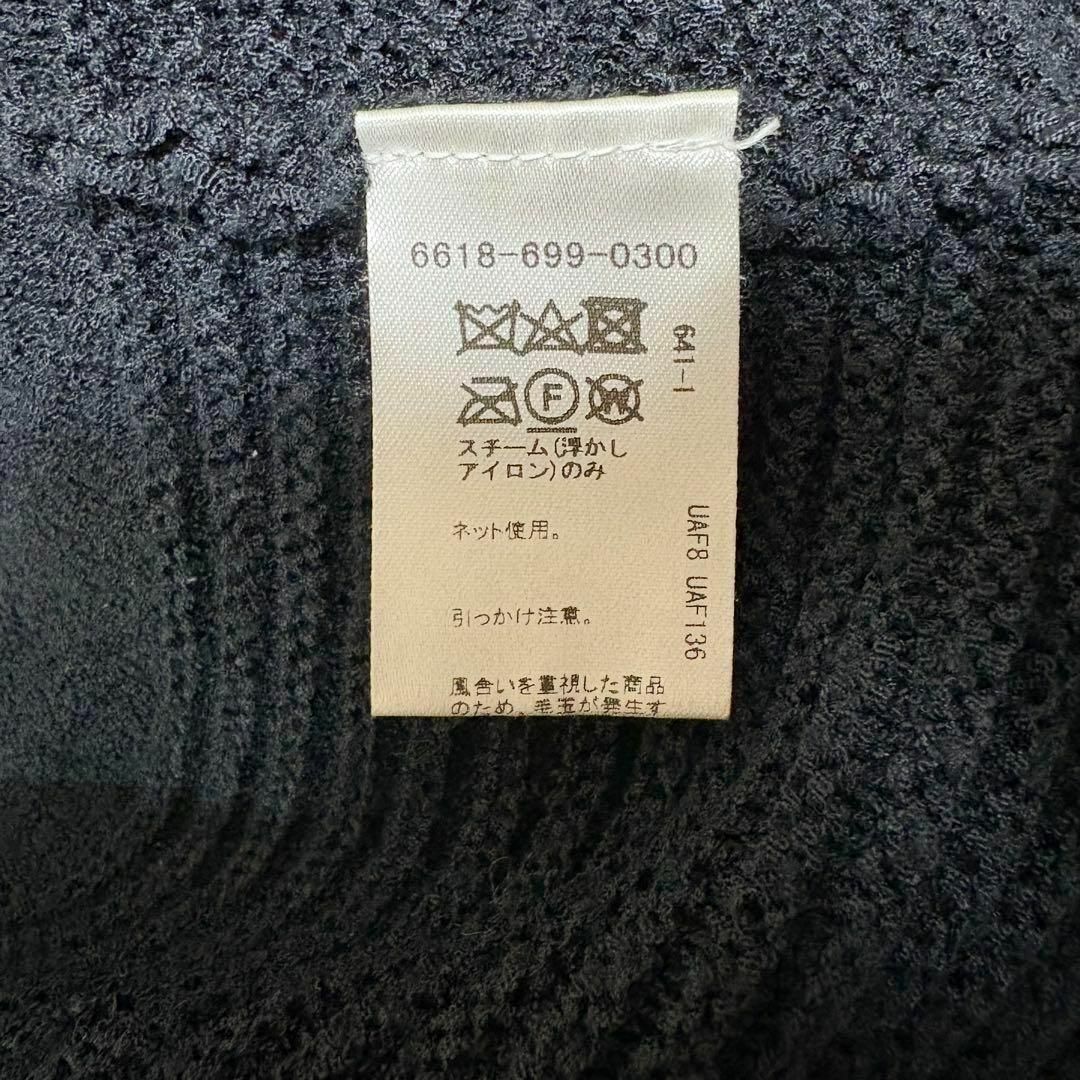 6618-699-0300
641-1
F
W
スチーム(浮かし
アイロン)のみ
ネット使用。
引っかけ注意。
UAF8 UAF136
風合いを重視した商品
のため、毛玉が発生す